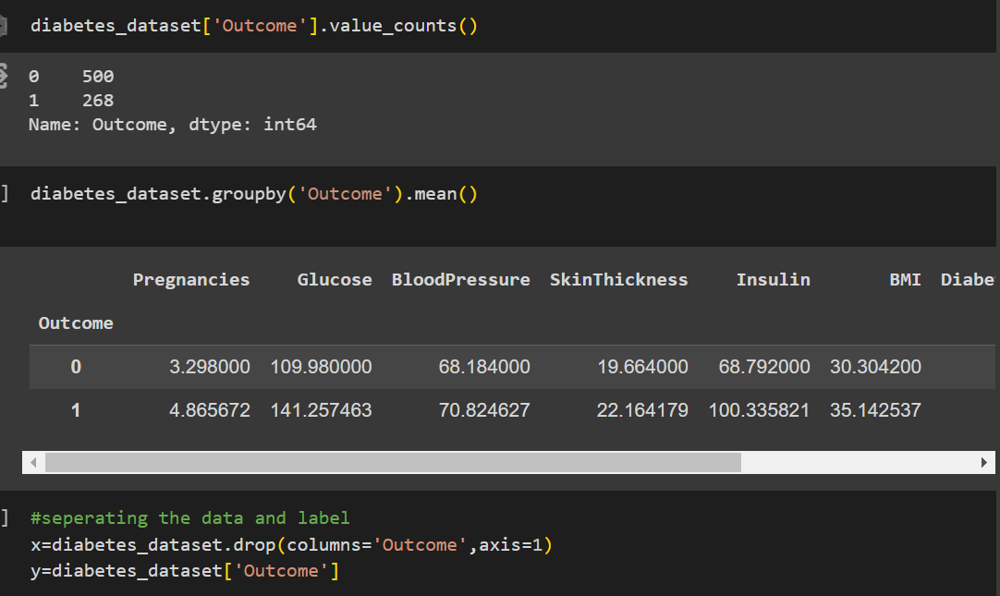 diabetes_dataset['Outcome'].value_counts()
0 500
1 268
Name: Outcome, dtype: int64
] diabetes_dataset.groupby('Outcome').mean()
Pregnancies Glucose BloodPressure SkinThickness Insulin BMI Diabe
Outcome
0 3.298000 109.980000 68.184000 19.664000 68.792000 30.304200
1 4.865672 141.257463 70.824627 22.164179 100.335821 35.142537
] #seperating the data and label
x=diabetes_dataset.drop(columns='Outcome',axis=1)
y=diabetes_dataset['Outcome']